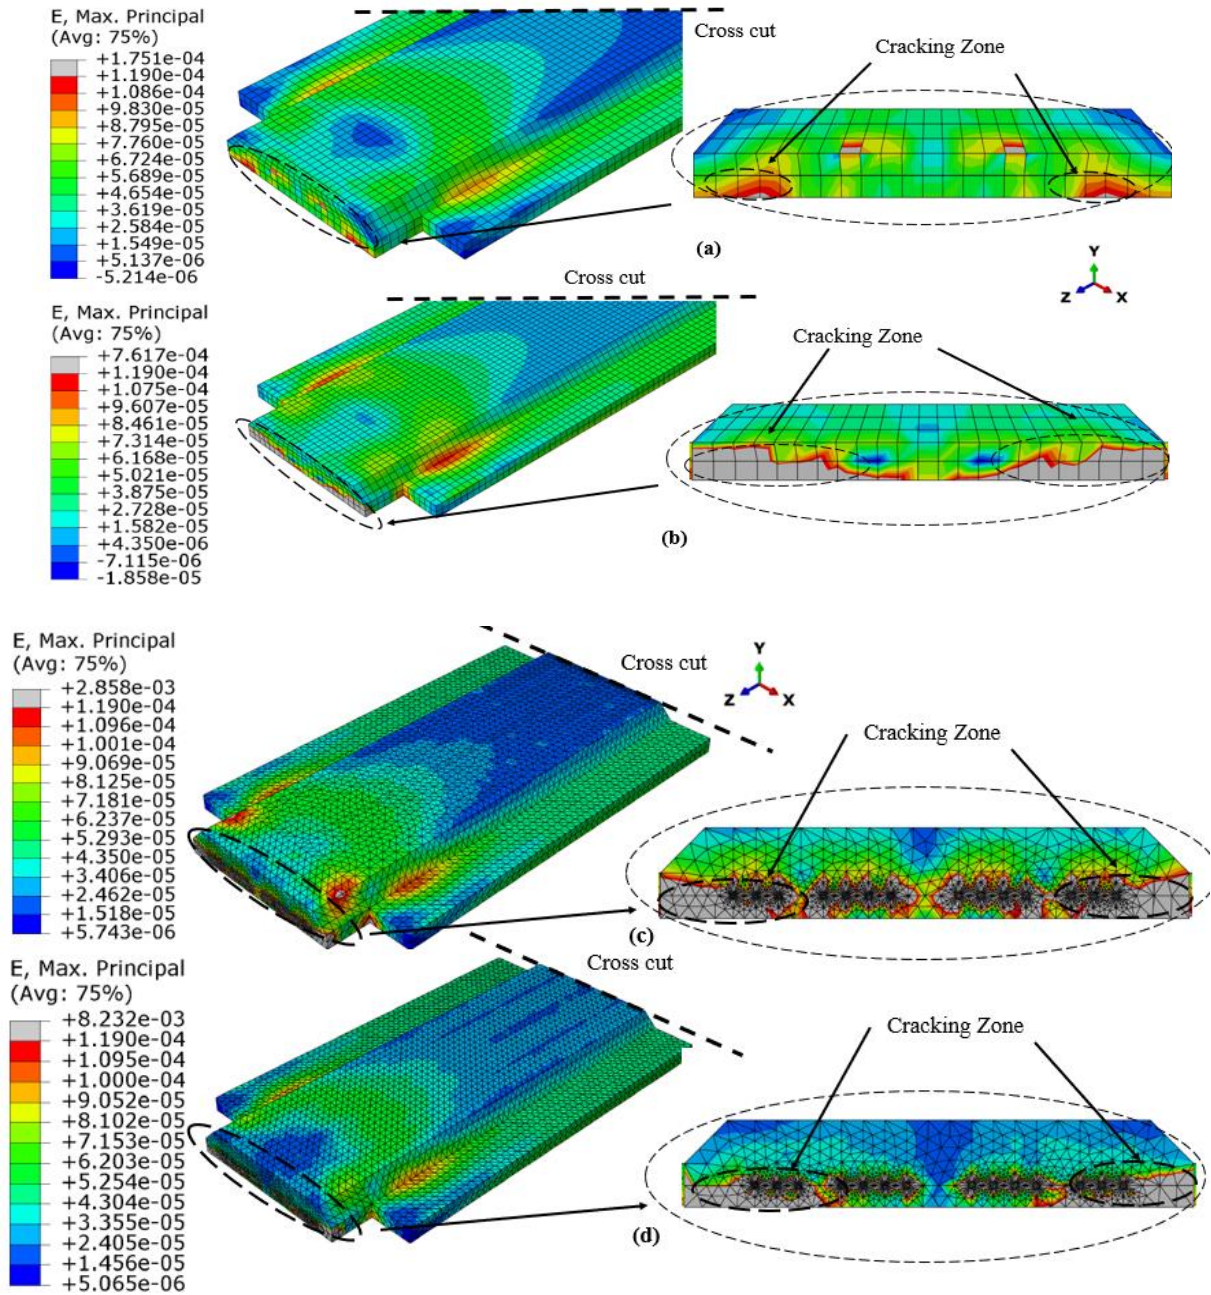 E, Max. Principal
(Avg: 75%)
+1.751e-04
+1.190e-04
+1.086e-04
+9.830e-05
+8.795e-05
+7.760e-05
+6.724e-05
+5.689e-05
+4.654e-05
+3.619e-05
+2.584e-05
+1.549e-05
+5.137e-06
-5.214e-06
Cross cut
Cracking Zone
(a)
Y
Z
X
E, Max. Principal
(Avg: 75%)
+7.617e-04
+1.190e-04
+1.075e-04
+9.607e-05
+8.461e-05
+7.314e-05
+6.168e-05
+5.021e-05
+3.875e-05
+2.728e-05
+1.582e-05
+4.350e-06
-7.115e-06
-1.858e-05
Cross cut
Cracking Zone
(b)
E, Max. Principal
(Avg: 75%)
+2.858e-03
+1.190e-04
+1.096e-04
+1.001e-04
+9.069e-05
+8.125e-05
+7.181e-05
+6.237e-05
+5.293e-05
+4.350e-05
+3.406e-05
+2.462e-05
+1.518e-05
+5.743e-06
Cross cut
Y
Z
X
Cracking Zone
(c)
E, Max. Principal
(Avg: 75%)
+8.232e-03
+1.190e-04
+1.095e-04
+1.000e-04
+9.052e-05
+8.102e-05
+7.153e-05
+6.203e-05
+5.254e-05
+4.304e-05
+3.355e-05
+2.405e-05
+1.456e-05
+5.065e-06
Cross cut
Cracking Zone
(d)